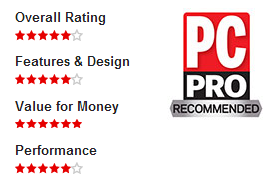 Overall Rating
Features & Design
Value for Money
Performance
PC
PRO
RECOMMENDED